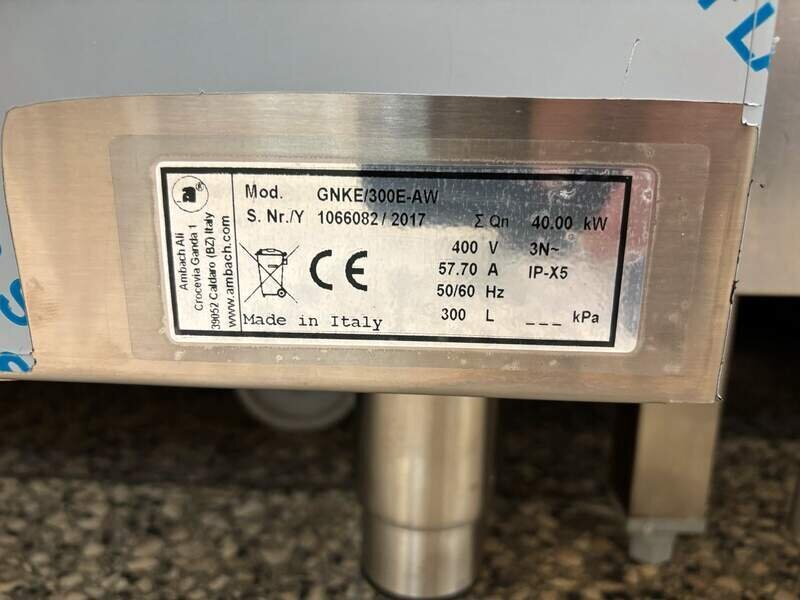 Mod. GNKE/300E-AW
S. Nr./Y 1066082 / 2017 Σ Qn 40.00 kW
400 V 3N~
57.70 A IP-X5
50/60 Hz
300 L _ _ _ kPa
CE
Made in Italy
Ambach Ali
Crocevia Ganda 1
39052 Caldaro (BZ) Italy
www.ambach.com